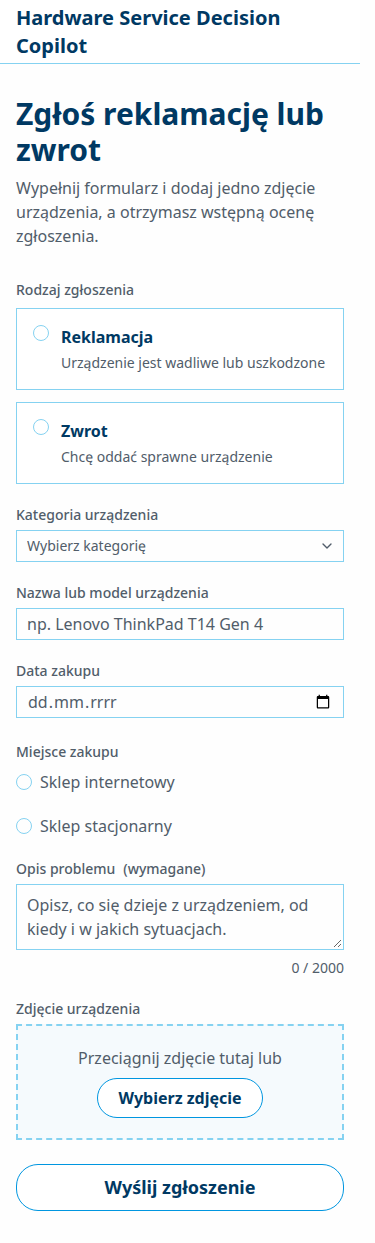 Hardware Service Decision
Copilot
Zgłoś reklamację lub
zwrot
Wypełnij formularz i dodaj jedno zdjęcie
urządzenia, a otrzymasz wstępną ocenę
zgłoszenia.
Rodzaj zgłoszenia
Reklamacja
Urządzenie jest wadliwe lub uszkodzone
Zwrot
Chcę oddać sprawne urządzenie
Kategoria urządzenia
Wybierz kategorię
Nazwa lub model urządzenia
np. Lenovo ThinkPad T14 Gen 4
Data zakupu
dd.mm.rrrr
Miejsce zakupu
Sklep internetowy
Sklep stacjonarny
Opis problemu (wymagane)
Opisz, co się dzieje z urządzeniem, od
kiedy i w jakich sytuacjach.
0 / 2000
Zdjęcie urządzenia
Przeciągnij zdjęcie tutaj lub
Wybierz zdjęcie
Wyślij zgłoszenie